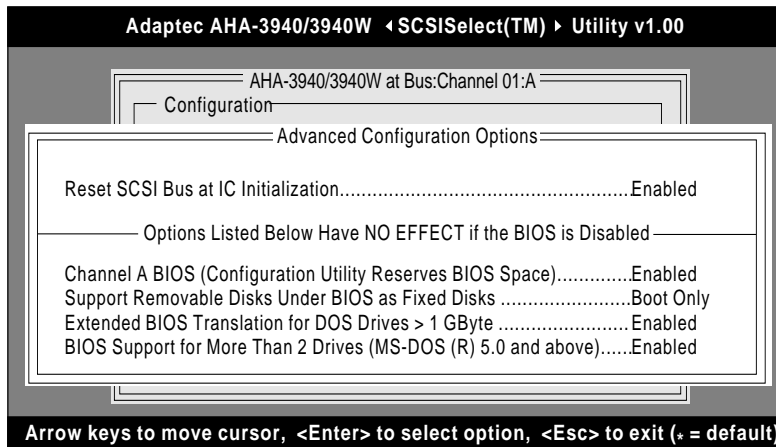 Adaptec AHA-3940/3940W ◂ SCSISelect(TM) ▸ Utility v1.00
AHA-3940/3940W at Bus:Channel 01:A
Configuration
Advanced Configuration Options
Reset SCSI Bus at IC Initialization......................................................Enabled
Options Listed Below Have NO EFFECT if the BIOS is Disabled
Channel A BIOS (Configuration Utility Reserves BIOS Space)..............Enabled
Support Removable Disks Under BIOS as Fixed Disks ........................Boot Only
Extended BIOS Translation for DOS Drives > 1 GByte ........................Enabled
BIOS Support for More Than 2 Drives (MS-DOS (R) 5.0 and above)......Enabled
Arrow keys to move cursor, <Enter> to select option, <Esc> to exit (* = default)